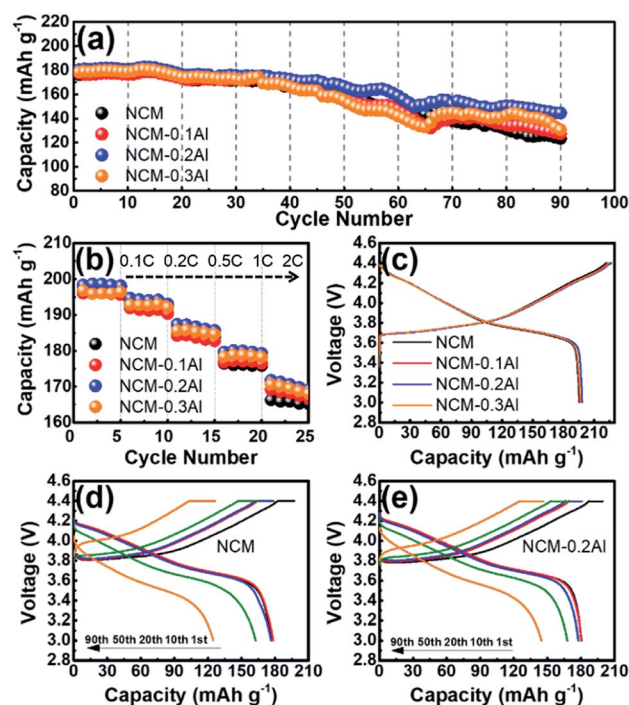 (a)
Capacity (mAh g⁻¹)
220
200
180
160
140
120
100
80
NCM
NCM-0.1Al
NCM-0.2Al
NCM-0.3Al
0 10 20 30 40 50 60 70 80 90 100
Cycle Number
(b)
Capacity (mAh g⁻¹)
210
200
190
180
170
160
0.1C 0.2C 0.5C 1C 2C
NCM
NCM-0.1Al
NCM-0.2Al
NCM-0.3Al
0 5 10 15 20 25
Cycle Number
(c)
Voltage (V)
4.8
4.4
4.0
3.6
3.2
2.8
NCM
NCM-0.1Al
NCM-0.2Al
NCM-0.3Al
0 30 60 90 120 150 180 210
Capacity (mAh g⁻¹)
(d)
Voltage (V)
4.6
4.4
4.2
4.0
3.8
3.6
3.4
3.2
3.0
2.8
NCM
90th 50th 20th 10th 1st
0 30 60 90 120 150 180 210
Capacity (mAh g⁻¹)
(e)
Voltage (V)
4.6
4.4
4.2
4.0
3.8
3.6
3.4
3.2
3.0
2.8
NCM-0.2Al
90th 50th 20th 10th 1st
0 30 60 90 120 150 180 210
Capacity (mAh g⁻¹)